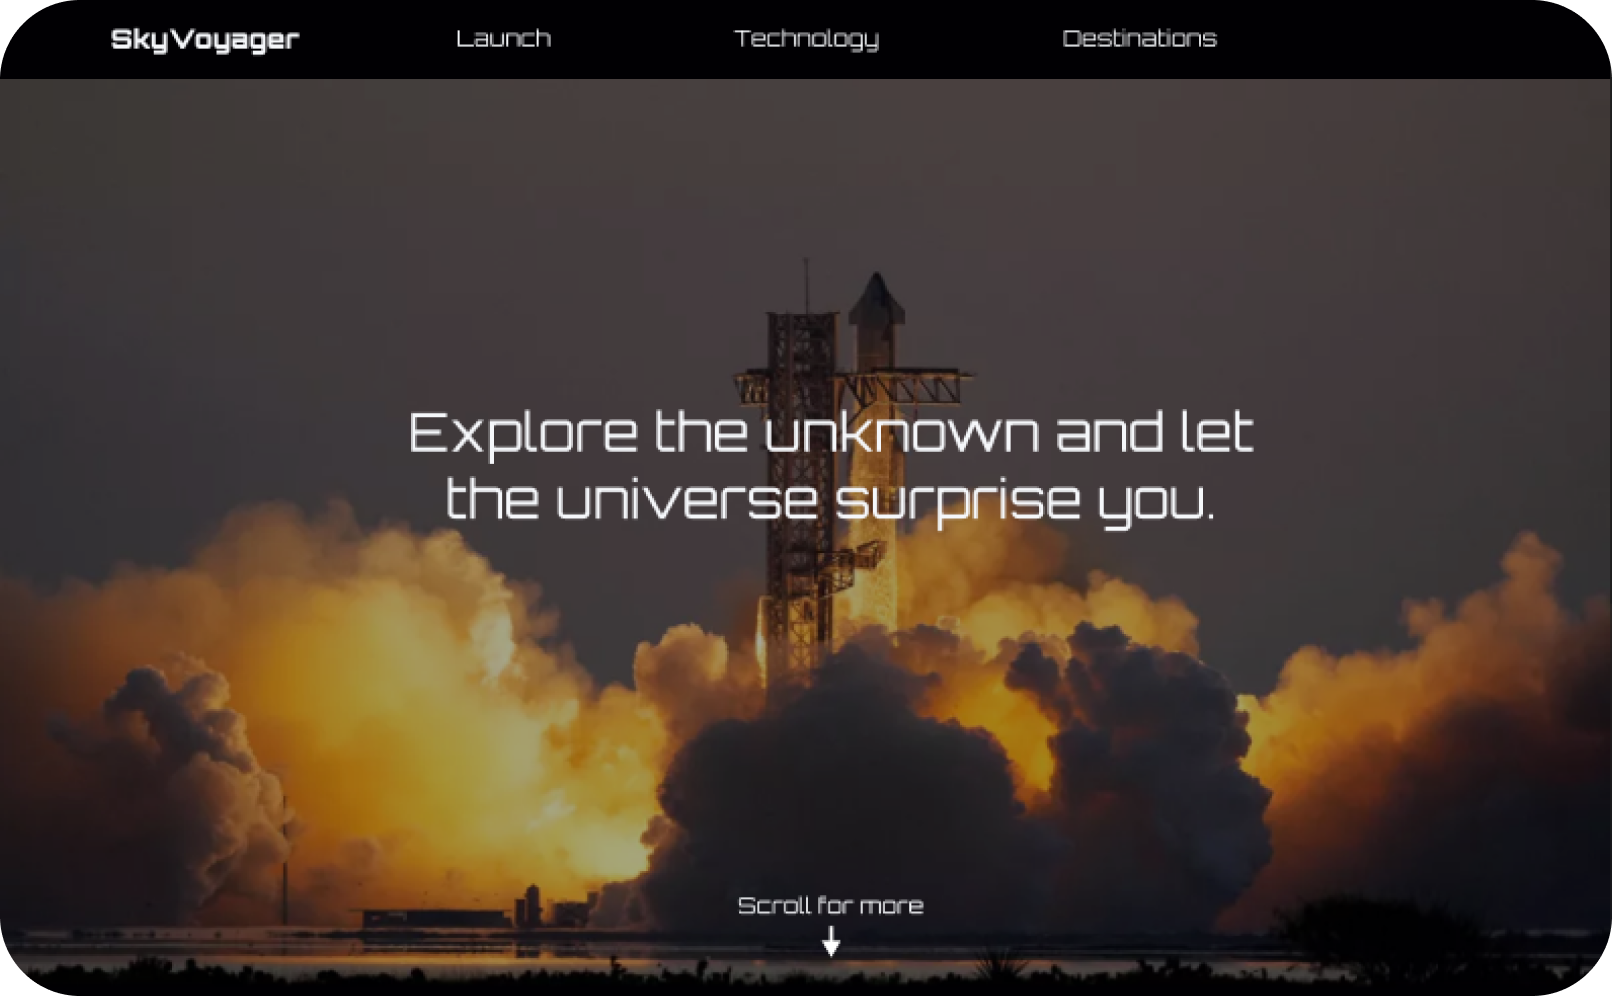 SkyVoyager
Launch
Technology
Destinations
Explore the unknown and let
the universe surprise you.
Scroll for more